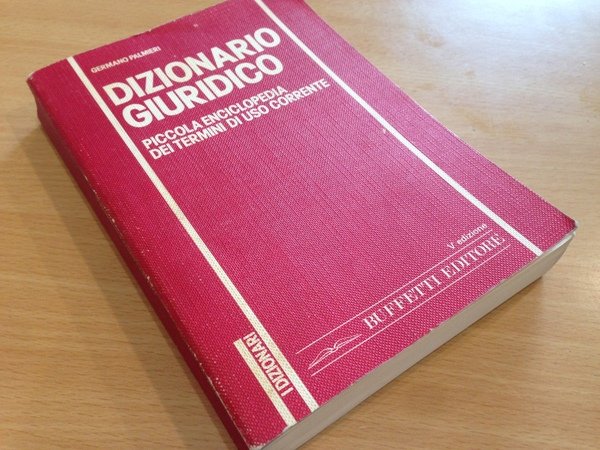 GERMANO PALMIERI
DIZIONARIO
GIURIDICO
PICCOLA ENCICLOPEDIA
DEI TERMINI DI USO CORRENTE
V edizione
BUFFETTI EDITORE
I DIZIONARI